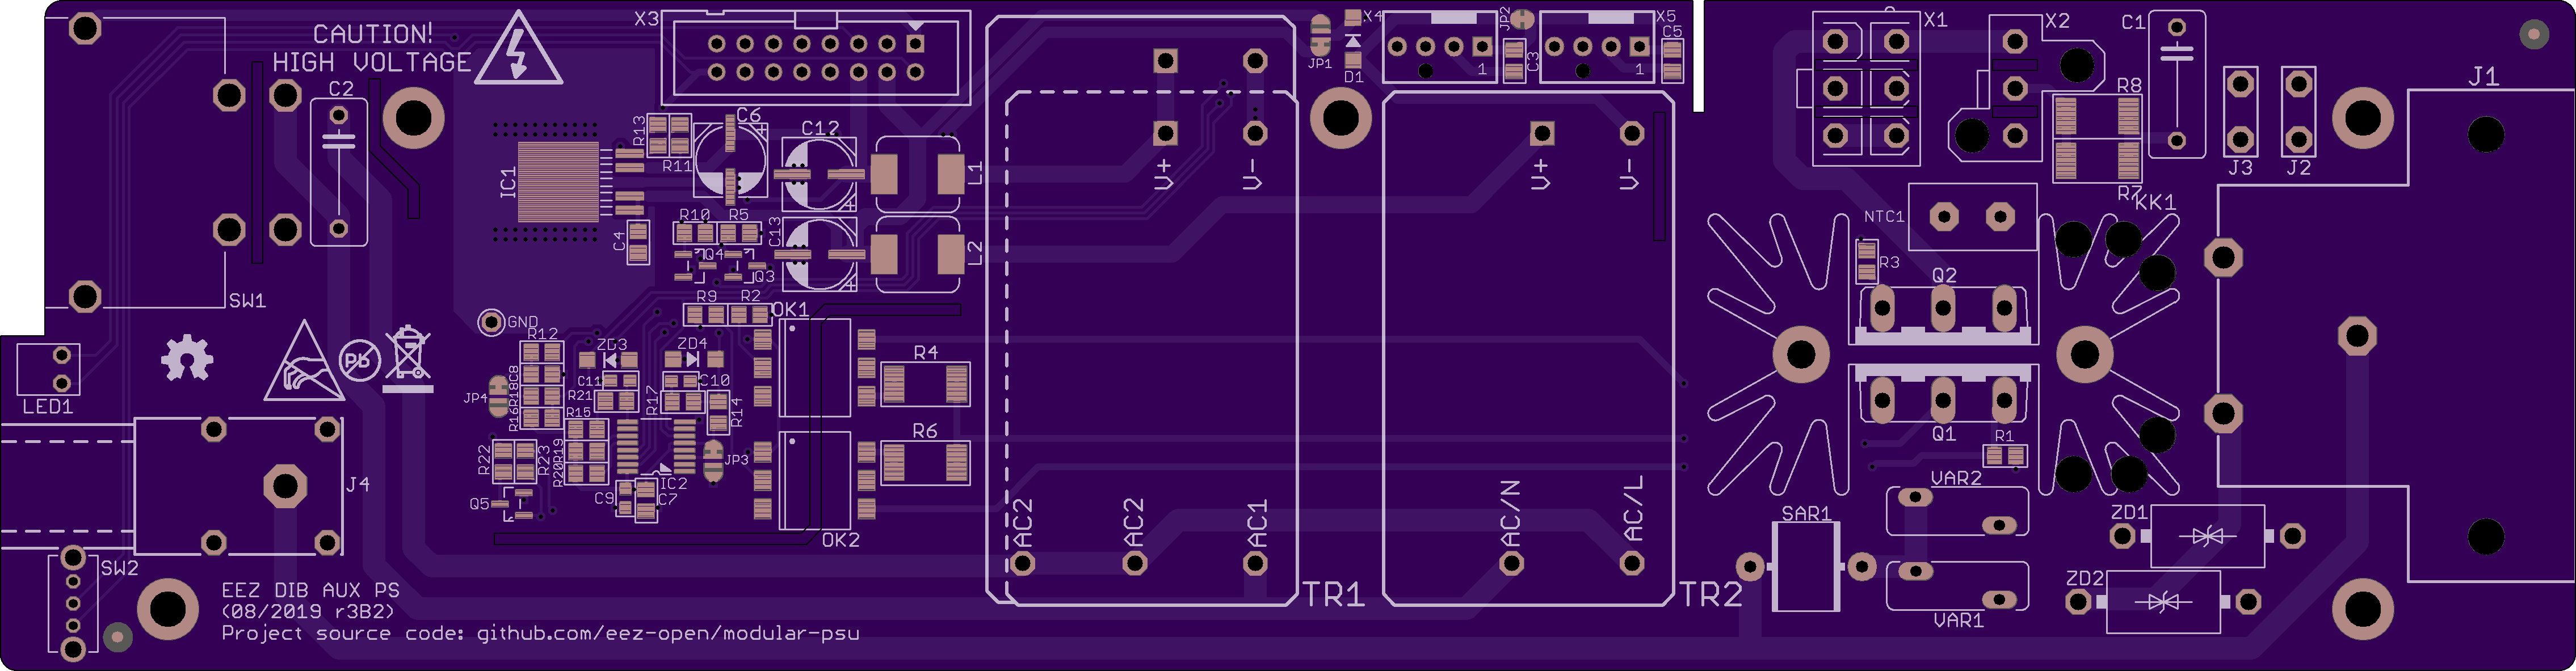 CAUTION!
HIGH VOLTAGE
C2
SW1
X3
R13
R11
C6
C12
IC1
L1
C4
R10
R5
C13
Q4
Q3
L2
R9
R2
OK1
GND
R12
ZD3
ZD4
C8
C11
C10
R18
R21
R17
R16
R14
R15
JP4
R4
R22
R23
R19
R20
JP3
R6
IC2
C9
C7
Q5
OK2
LED1
Pb
J4
SW2
EEZ DIB AUX PS
(08/2019 r3B2)
Project source code: github.com/eez-open/modular-psu
V+
V-
AC2
AC2
AC1
TR1
JP1
X4
D1
1
JP2
C3
X5
1
C5
V+
V-
AC/N
AC/L
TR2
X1
X2
C1
R8
R7
KK1
J3
J2
J1
NTC1
R3
Q2
Q1
R1
VAR2
SAR1
VAR1
ZD1
ZD2